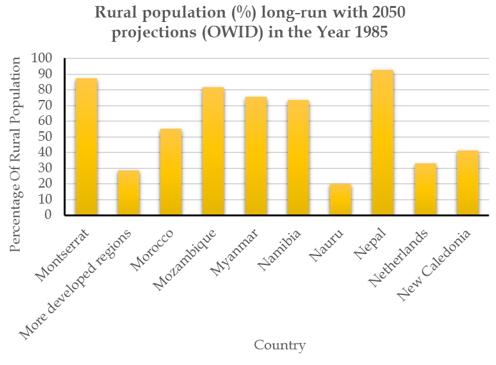 Rural population (%) long-run with 2050
projections (OWID) in the Year 1985
Percentage Of Rural Population
100
90
80
70
60
50
40
30
20
10
0
Montserrat
More developed regions
Morocco
Mozambique
Myanmar
Namibia
Nauru
Nepal
Netherlands
New Caledonia
Country